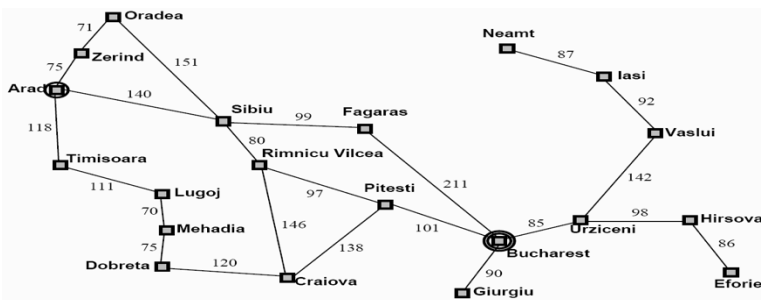 Oradea
71
Neamt
Zerind
87
75
151
Iasi
Arad
140
92
Sibiu
99
Fagaras
118
Vaslui
80
Timisoara
Rimnicu Vilcea
211
142
111
97
Pitesti
Lugoj
70
98
Hirsova
146
101
85
Mehadia
Urziceni
138
75
Bucharest
86
Dobreta
120
90
Craiova
Eforie
Giurgiu